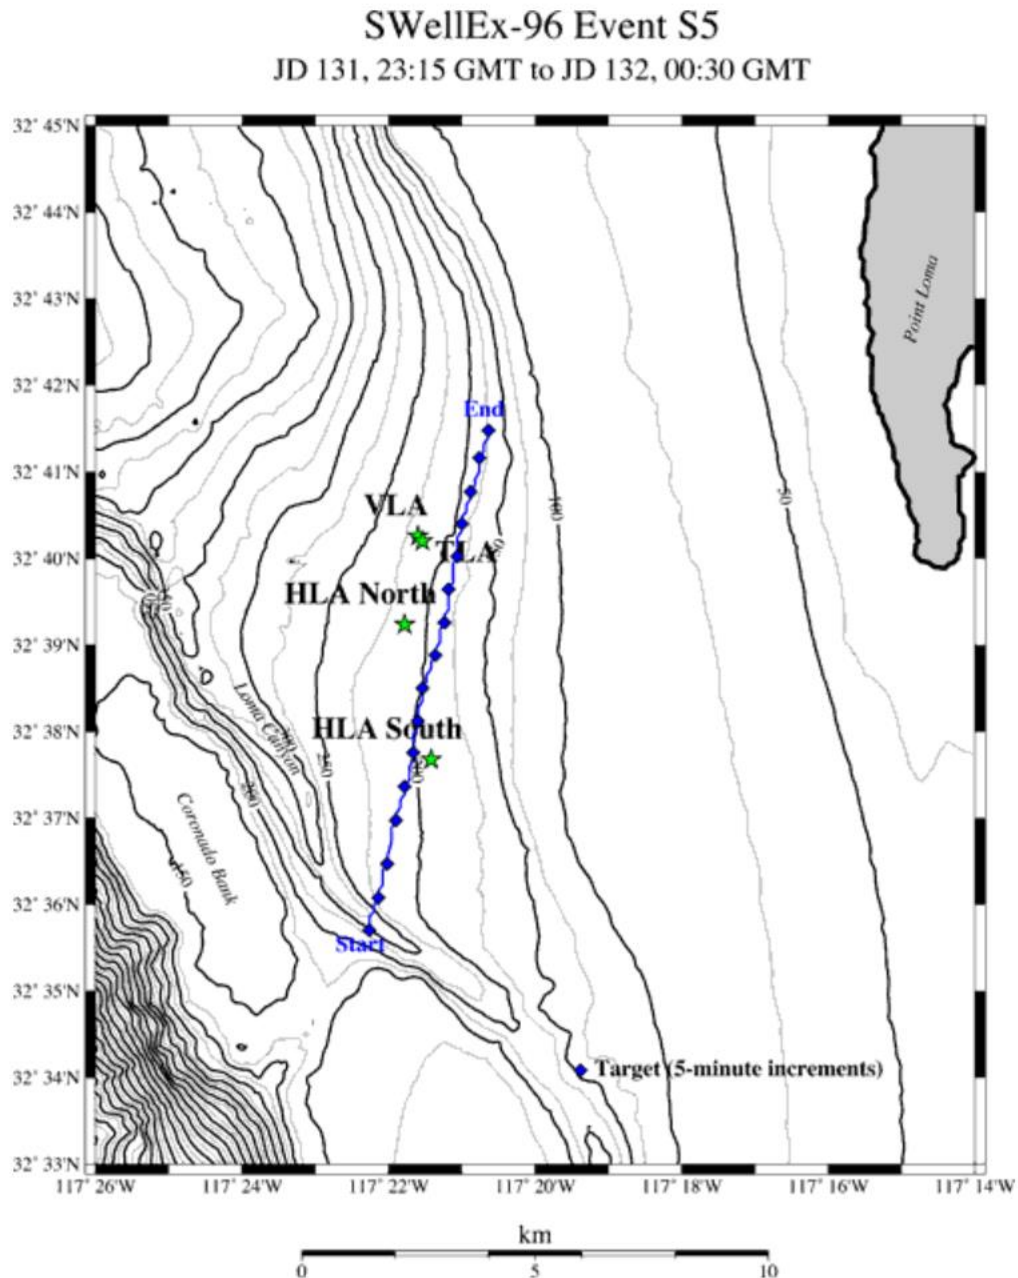 SWellEx-96 Event S5
JD 131, 23:15 GMT to JD 132, 00:30 GMT
32° 45'N
32° 44'N
32° 43'N
32° 42'N
32° 41'N
32° 40'N
32° 39'N
32° 38'N
32° 37'N
32° 36'N
32° 35'N
32° 34'N
32° 33'N
Point Loma
End
VLA
100
50
TLA
HLA North
Loma Canyon
HLA South
200
250
200
Coronado Bank
150
Start
Target (5-minute increments)
117° 26'W
117° 24'W
117° 22'W
117° 20'W
117° 18'W
117° 16'W
117° 14'W
km
0
5
10